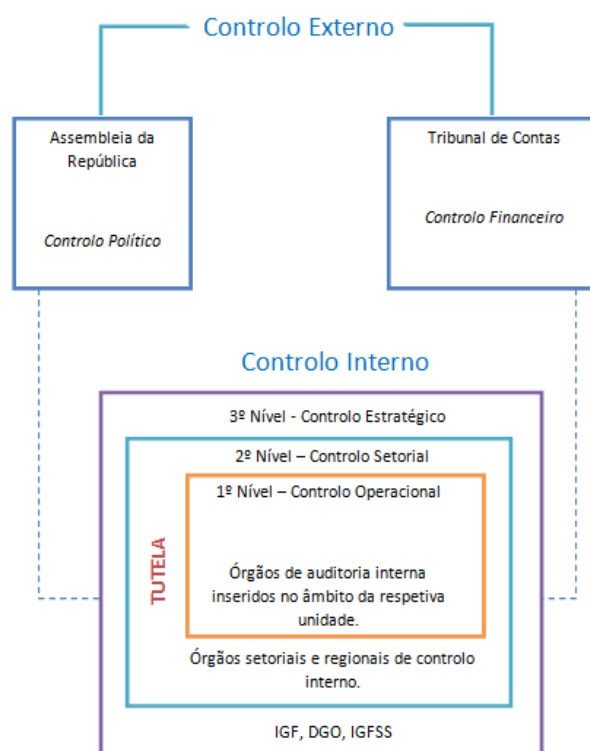 Controlo Externo
Assembleia da
República
Controlo Político
Tribunal de Contas
Controlo Financeiro
Controlo Interno
3º Nível - Controlo Estratégico
2º Nível – Controlo Setorial
1º Nível – Controlo Operacional
TUTELA
Órgãos de auditoria interna
inseridos no âmbito da respetiva
unidade.
Órgãos setoriais e regionais de controlo
interno.
IGF, DGO, IGFSS